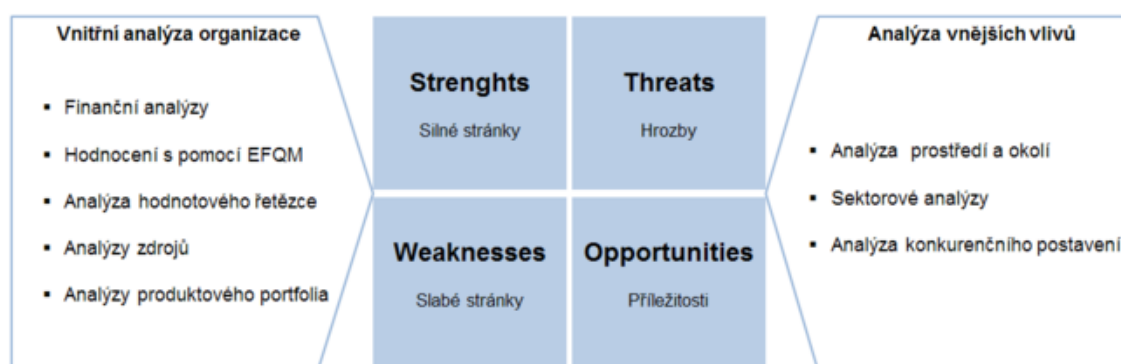 Vnitřní analýza organizace
▪ Finanční analýzy
▪ Hodnocení s pomocí EFQM
▪ Analýza hodnotového řetězce
▪ Analýzy zdrojů
▪ Analýzy produktového portfolia
Strenghts
Silné stránky
Threats
Hrozby
Weaknesses
Slabé stránky
Opportunities
Příležitosti
Analýza vnějších vlivů
▪ Analýza prostředí a okolí
▪ Sektorové analýzy
▪ Analýza konkurenčního postavení